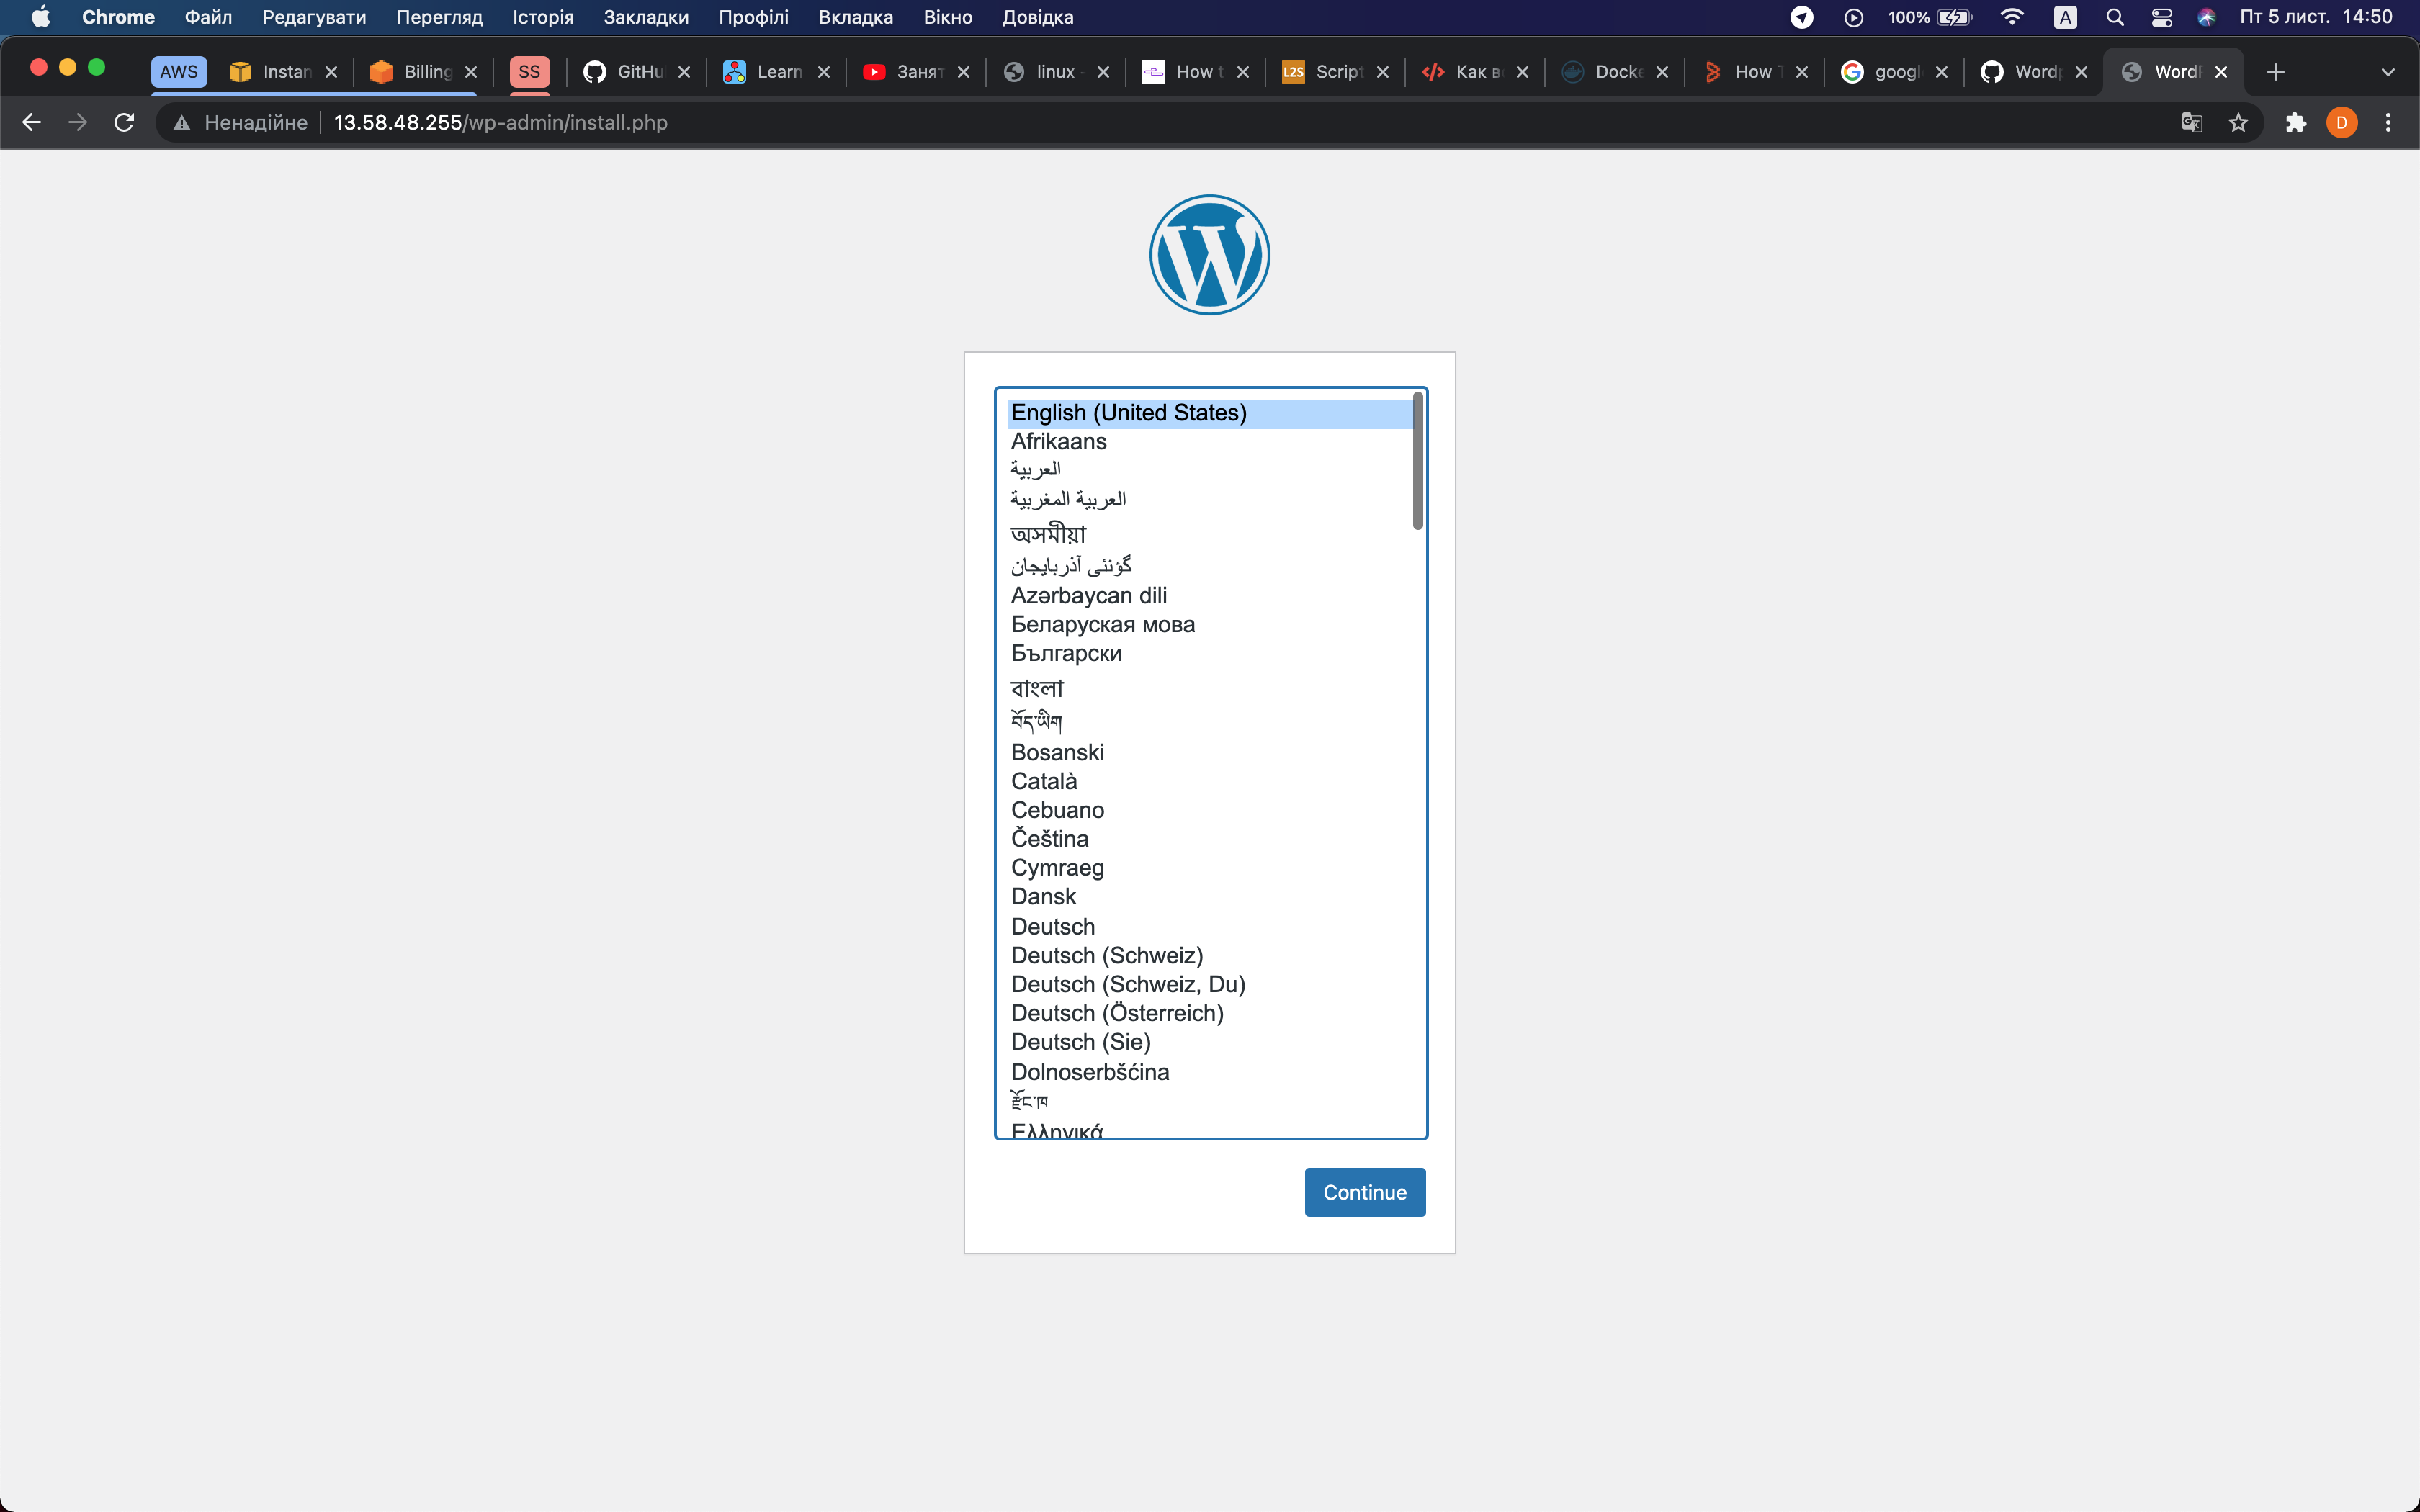 Chrome Файл Редагувати Перегляд Історія Закладки Профілі Вкладка Вікно Довідка 100% A Пт 5 лист. 14:50
AWS Instan Billing SS GitHu Learn Занят linux - How t L2S Script Как в Docke How T googl Word WordF
Ненадійне 13.58.48.255/wp-admin/install.php D
English (United States)
Afrikaans
العربية
العربية المغربية
অসমীয়া
گؤنئی آذربایجان
Azərbaycan dili
Беларуская мова
Български
বাংলা
བོད་ཡིག
Bosanski
Català
Cebuano
Čeština
Cymraeg
Dansk
Deutsch
Deutsch (Schweiz)
Deutsch (Schweiz, Du)
Deutsch (Österreich)
Deutsch (Sie)
Dolnoserbšćina
རྫོང་ཁ
Ελληνικά
Continue